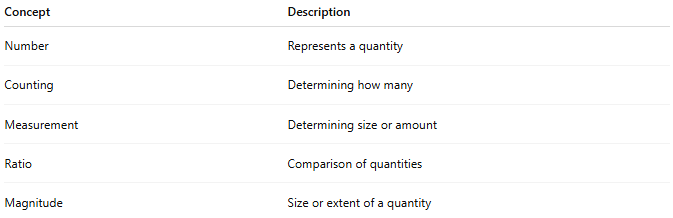 Concept Description
Number Represents a quantity
Counting Determining how many
Measurement Determining size or amount
Ratio Comparison of quantities
Magnitude Size or extent of a quantity